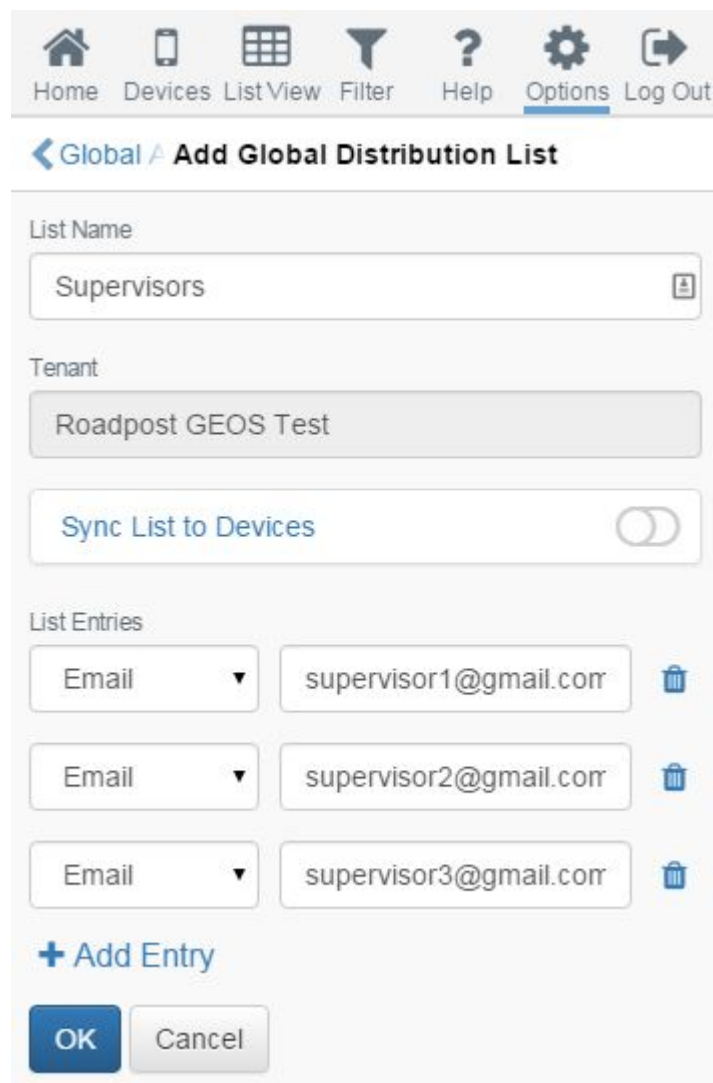 Home Devices List View Filter Help Options Log Out
Global A Add Global Distribution List
List Name
Supervisors
Tenant
Roadpost GEOS Test
Sync List to Devices
List Entries
Email supervisor1@gmail.com
Email supervisor2@gmail.com
Email supervisor3@gmail.com
+ Add Entry
OK Cancel